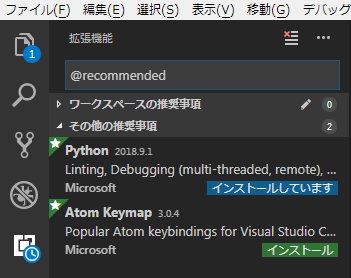 ファイル(F) 編集(E) 選択(S) 表示(V) 移動(G) デバッグ
拡張機能
1
@recommended
ワークスペースの推奨事項 0
その他の推奨事項 2
Python 2018.9.1
Linting, Debugging (multi-threaded, remote), ...
Microsoft インストールしています
Atom Keymap 3.0.4
Popular Atom keybindings for Visual Studio C...
Microsoft インストール